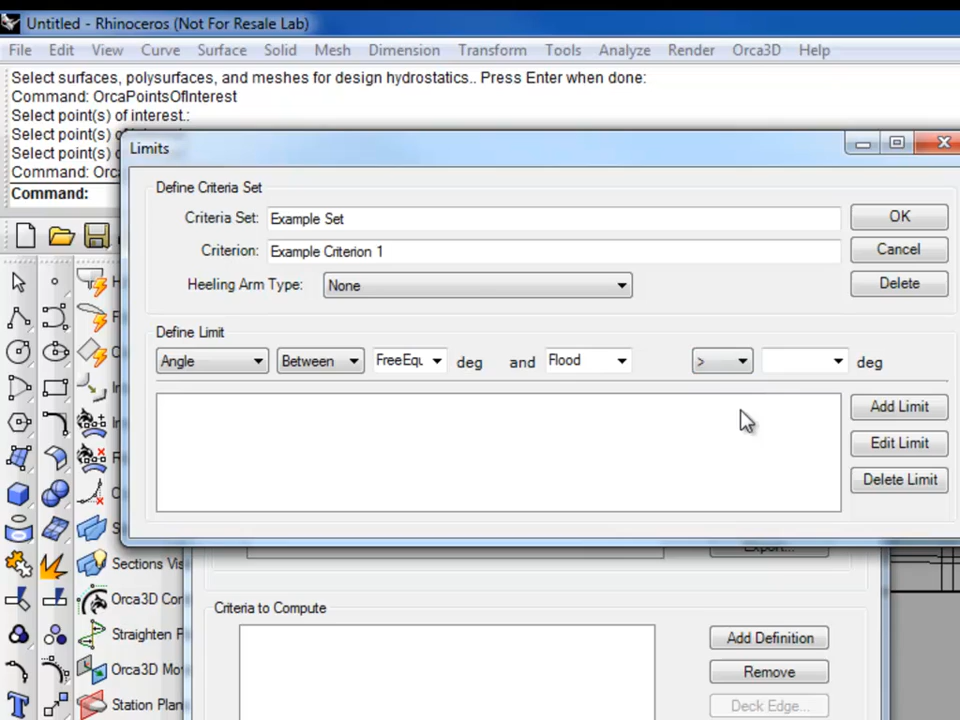 Untitled - Rhinoceros (Not For Resale Lab)
File Edit View Curve Surface Solid Mesh Dimension Transform Tools Analyze Render Orca3D Help
Select surfaces, polysurfaces, and meshes for design hydrostatics.. Press Enter when done:
Command: OrcaPointsOfInterest
Select point(s) of interest.:
Select point(s)
Select point(s)
Command:
Command:
Limits
Define Criteria Set
Criteria Set: Example Set OK
Criterion: Example Criterion 1 Cancel
Heeling Arm Type: None Delete
Define Limit
Angle Between FreeEqu deg and Flood > deg
Add Limit
Edit Limit
Delete Limit
Export...
Sections Vis
Criteria to Compute
Orca3D Cor
Straighten Add Definition
Orca3D Mo Remove
Station Plan Deck Edge...